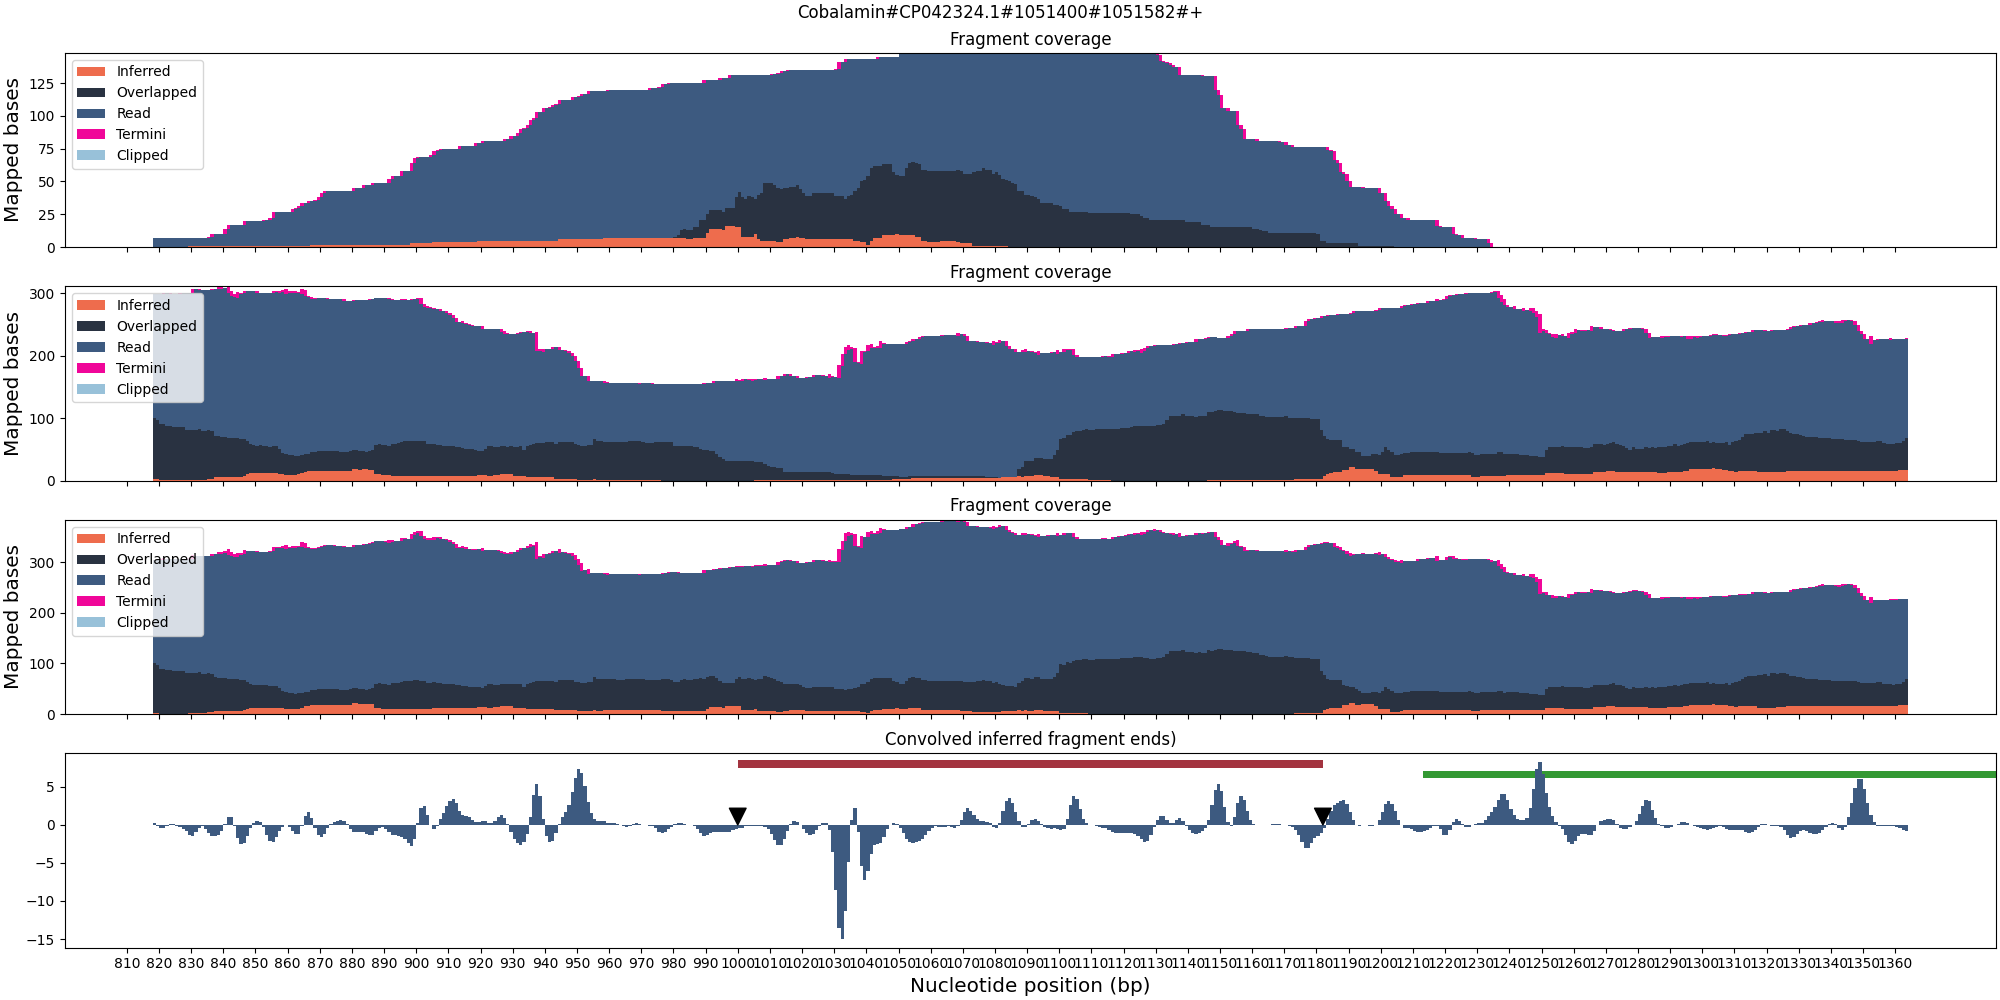 Cobalamin#CP042324.1#1051400#1051582#+
Fragment coverage
Mapped bases
125
100
75
50
25
0
Inferred
Overlapped
Read
Termini
Clipped
Fragment coverage
Mapped bases
300
200
100
0
Inferred
Overlapped
Read
Termini
Clipped
Fragment coverage
Mapped bases
300
200
100
0
Inferred
Overlapped
Read
Termini
Clipped
Convolved inferred fragment ends)
5
0
−5
−10
−15
810 820 830 840 850 860 870 880 890 900 910 920 930 940 950 960 970 980 990 1000 1010 1020 1030 1040 1050 1060 1070 1080 1090 1100 1110 1120 1130 1140 1150 1160 1170 1180 1190 1200 1210 1220 1230 1240 1250 1260 1270 1280 1290 1300 1310 1320 1330 1340 1350 1360
Nucleotide position (bp)